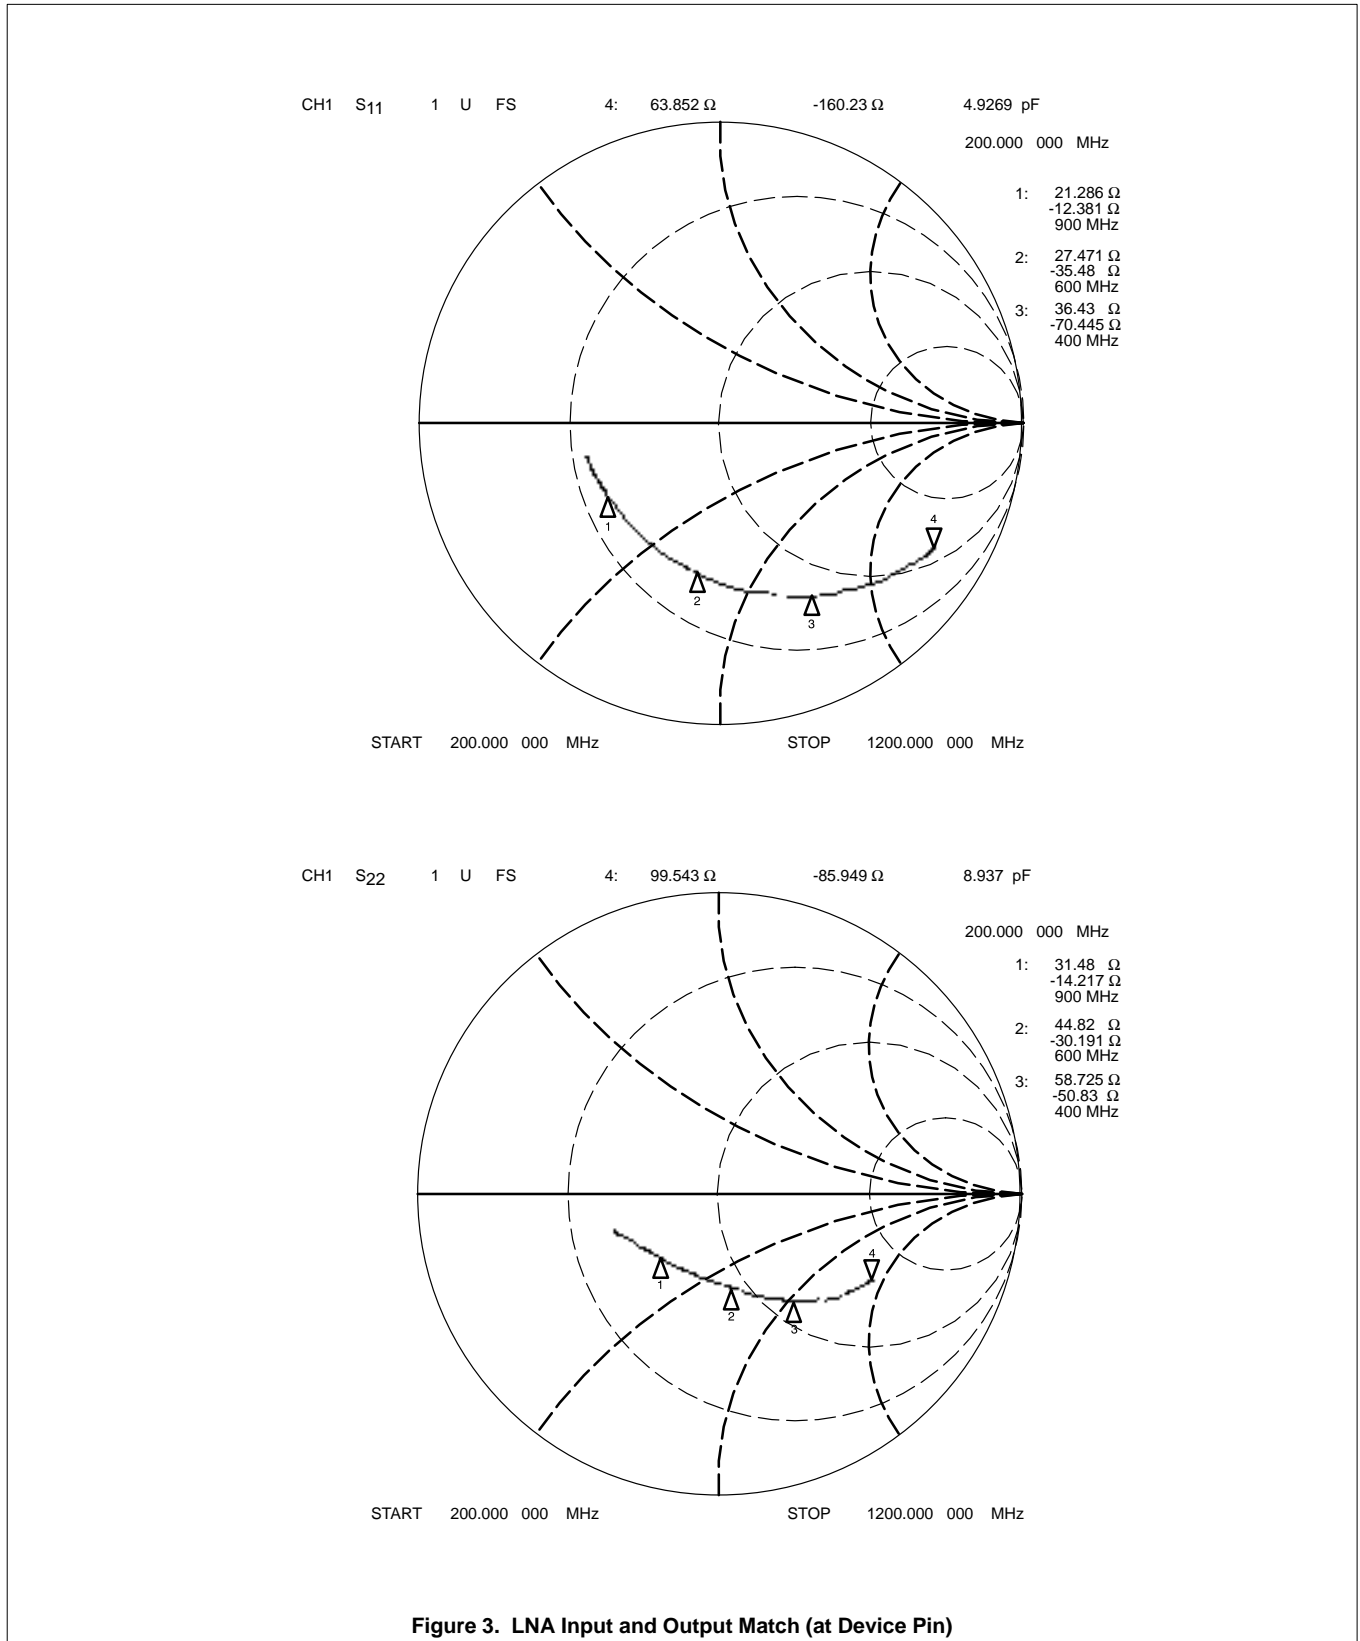 CH1 S11 1 U FS 4: 63.852 Ω -160.23 Ω 4.9269 pF
200.000 000 MHz
1: 21.286 Ω
-12.381 Ω
900 MHz
2: 27.471 Ω
-35.48 Ω
600 MHz
3: 36.43 Ω
-70.445 Ω
400 MHz
4
1
2
3
START 200.000 000 MHz STOP 1200.000 000 MHz
CH1 S22 1 U FS 4: 99.543 Ω -85.949 Ω 8.937 pF
200.000 000 MHz
1: 31.48 Ω
-14.217 Ω
900 MHz
2: 44.82 Ω
-30.191 Ω
600 MHz
3: 58.725 Ω
-50.83 Ω
400 MHz
4
1
2
3
START 200.000 000 MHz STOP 1200.000 000 MHz
Figure 3. LNA Input and Output Match (at Device Pin)